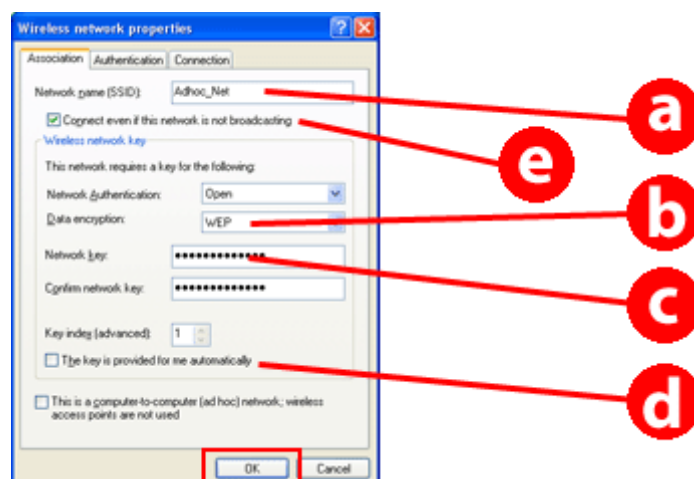 Wireless network properties
Association Authentication Connection
Network name (SSID): Adhoc_Net
Connect even if this network is not broadcasting
Wireless network key
This network requires a key for the following:
Network Authentication: Open
Data encryption: WEP
Network key: •••••••••••••
Confirm network key: •••••••••••••
Key index (advanced): 1
The key is provided for me automatically
This is a computer-to-computer (ad hoc) network; wireless
access points are not used
OK Cancel
a
e
b
c
d